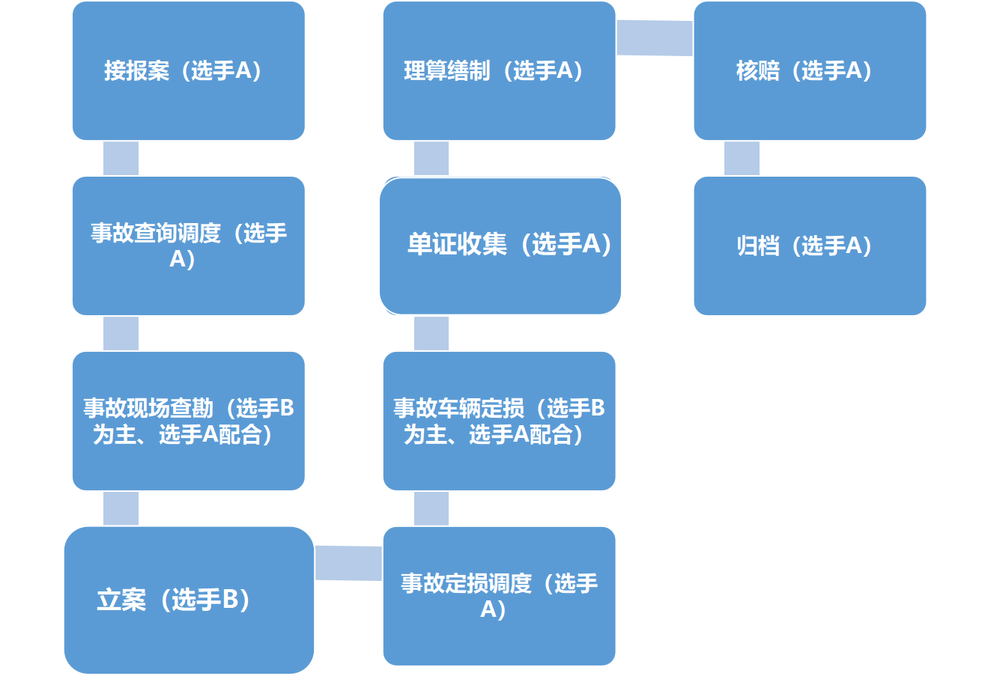 接报案（选手A）
事故查询调度（选手
A）
事故现场查勘（选手B
为主、选手A配合）
立案（选手B）
事故定损调度（选手
A）
事故车辆定损（选手B
为主、选手A配合）
单证收集（选手A）
理算缮制（选手A）
核赔（选手A）
归档（选手A）